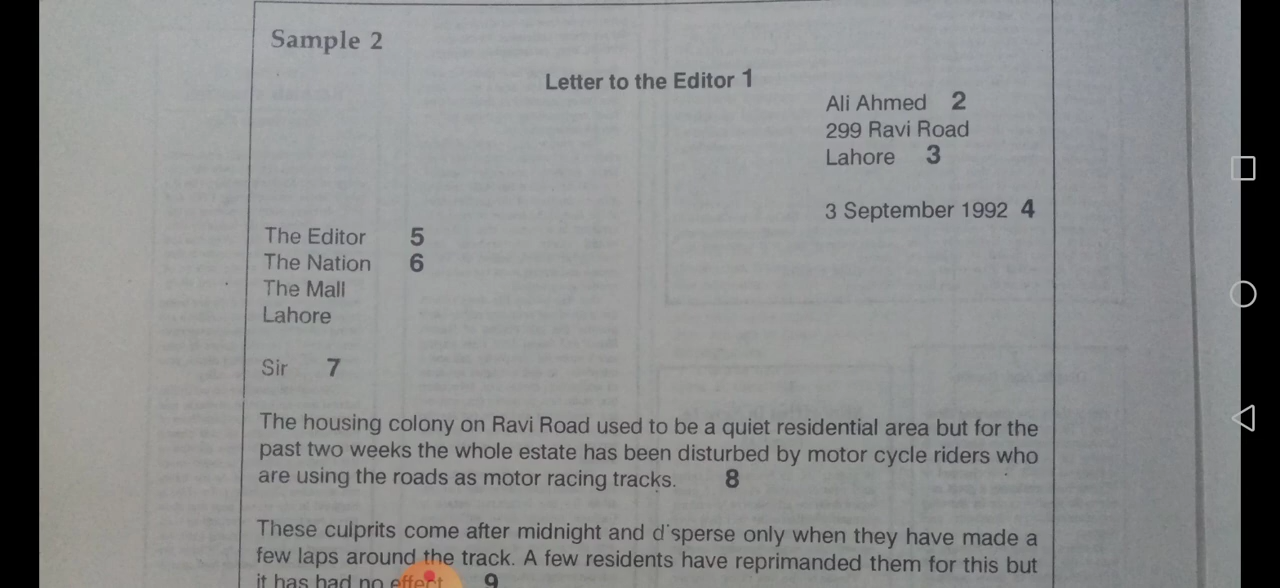 Sample 2
Letter to the Editor 1
Ali Ahmed 2
299 Ravi Road
Lahore 3
3 September 1992 4
The Editor 5
The Nation 6
The Mall
Lahore
Sir 7
The housing colony on Ravi Road used to be a quiet residential area but for the
past two weeks the whole estate has been disturbed by motor cycle riders who
are using the roads as motor racing tracks. 8
These culprits come after midnight and d'sperse only when they have made a
few laps around the track. A few residents have reprimanded them for this but
it has had no effect 9